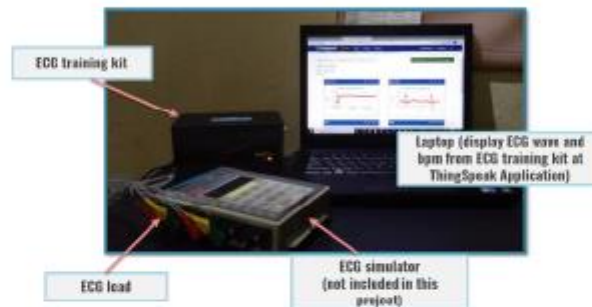 ECG training kit
Laptop (display ECG wave and
bpm from ECG training kit at
ThingSpeak Application)
ECG lead
ECG simulator
(not included in this
project)